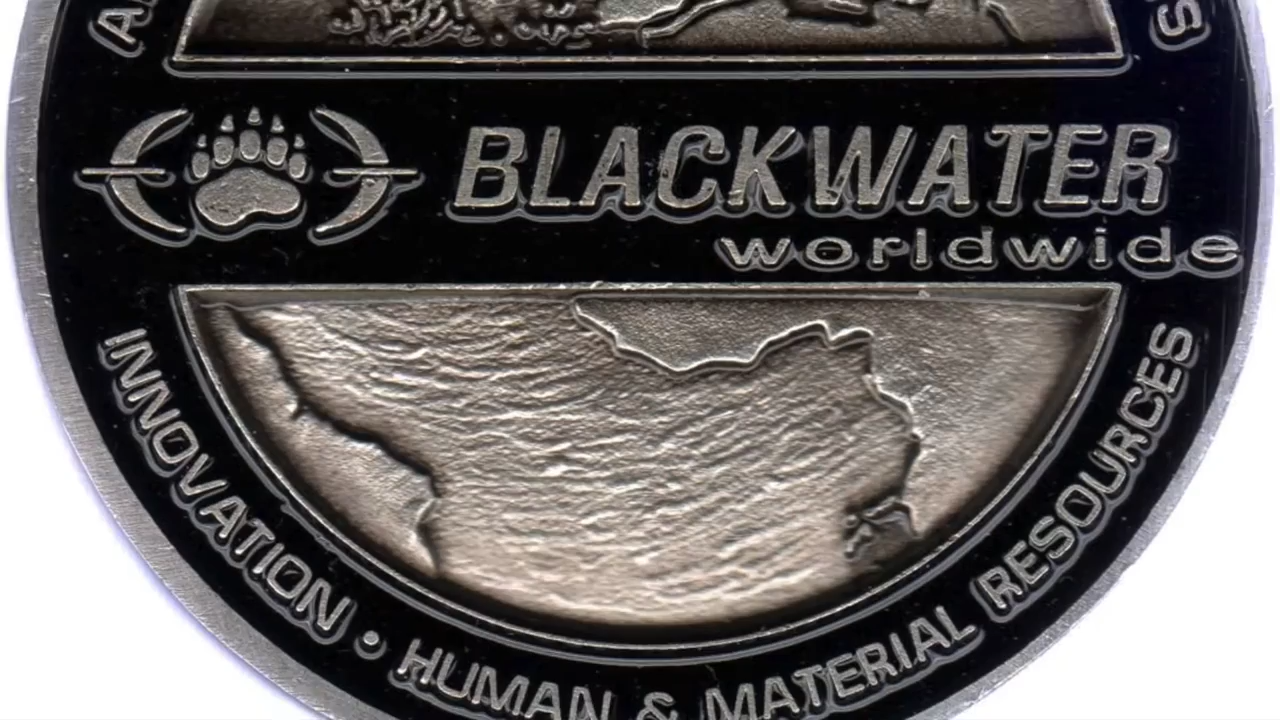 BLACKWATER
worldwide
INNOVATION • HUMAN & MATERIAL RESOURCES